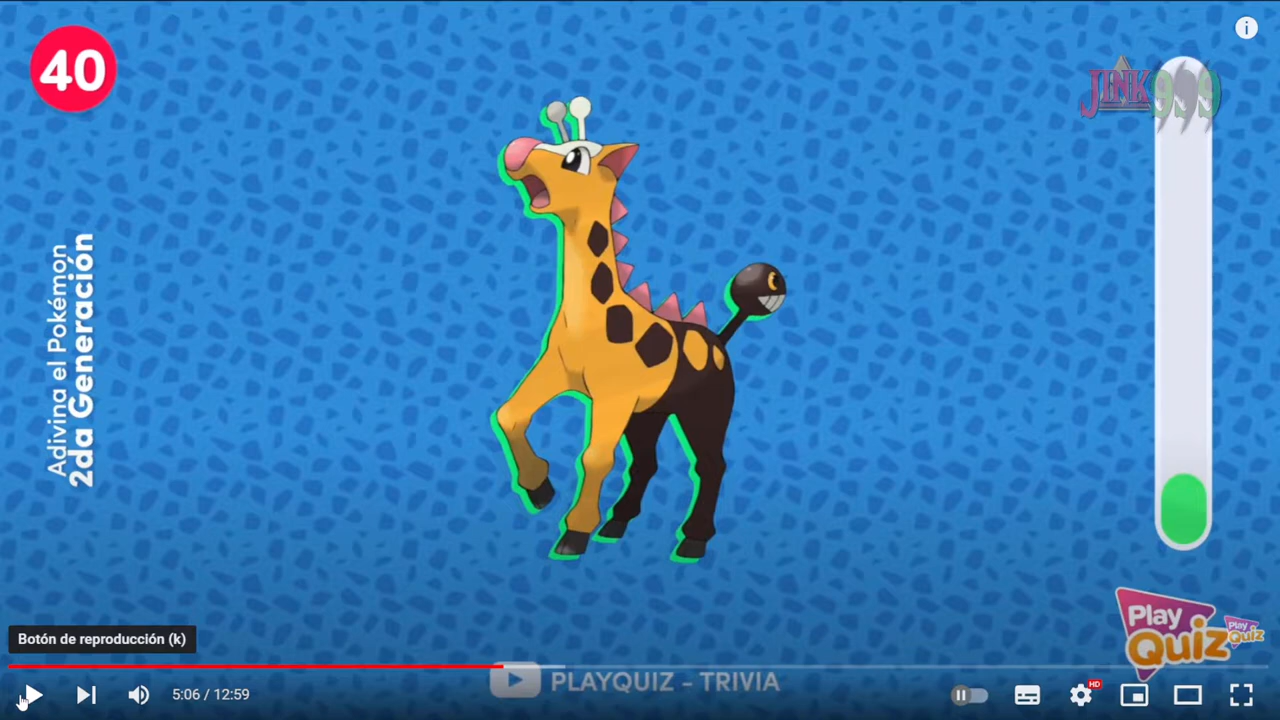 40
JINK999
Adivina el Pokémon
2da Generación
Play
Quiz
Play
Quiz
Botón de reproducción (k)
PLAYQUIZ - TRIVIA
5:06 / 12:59
HD